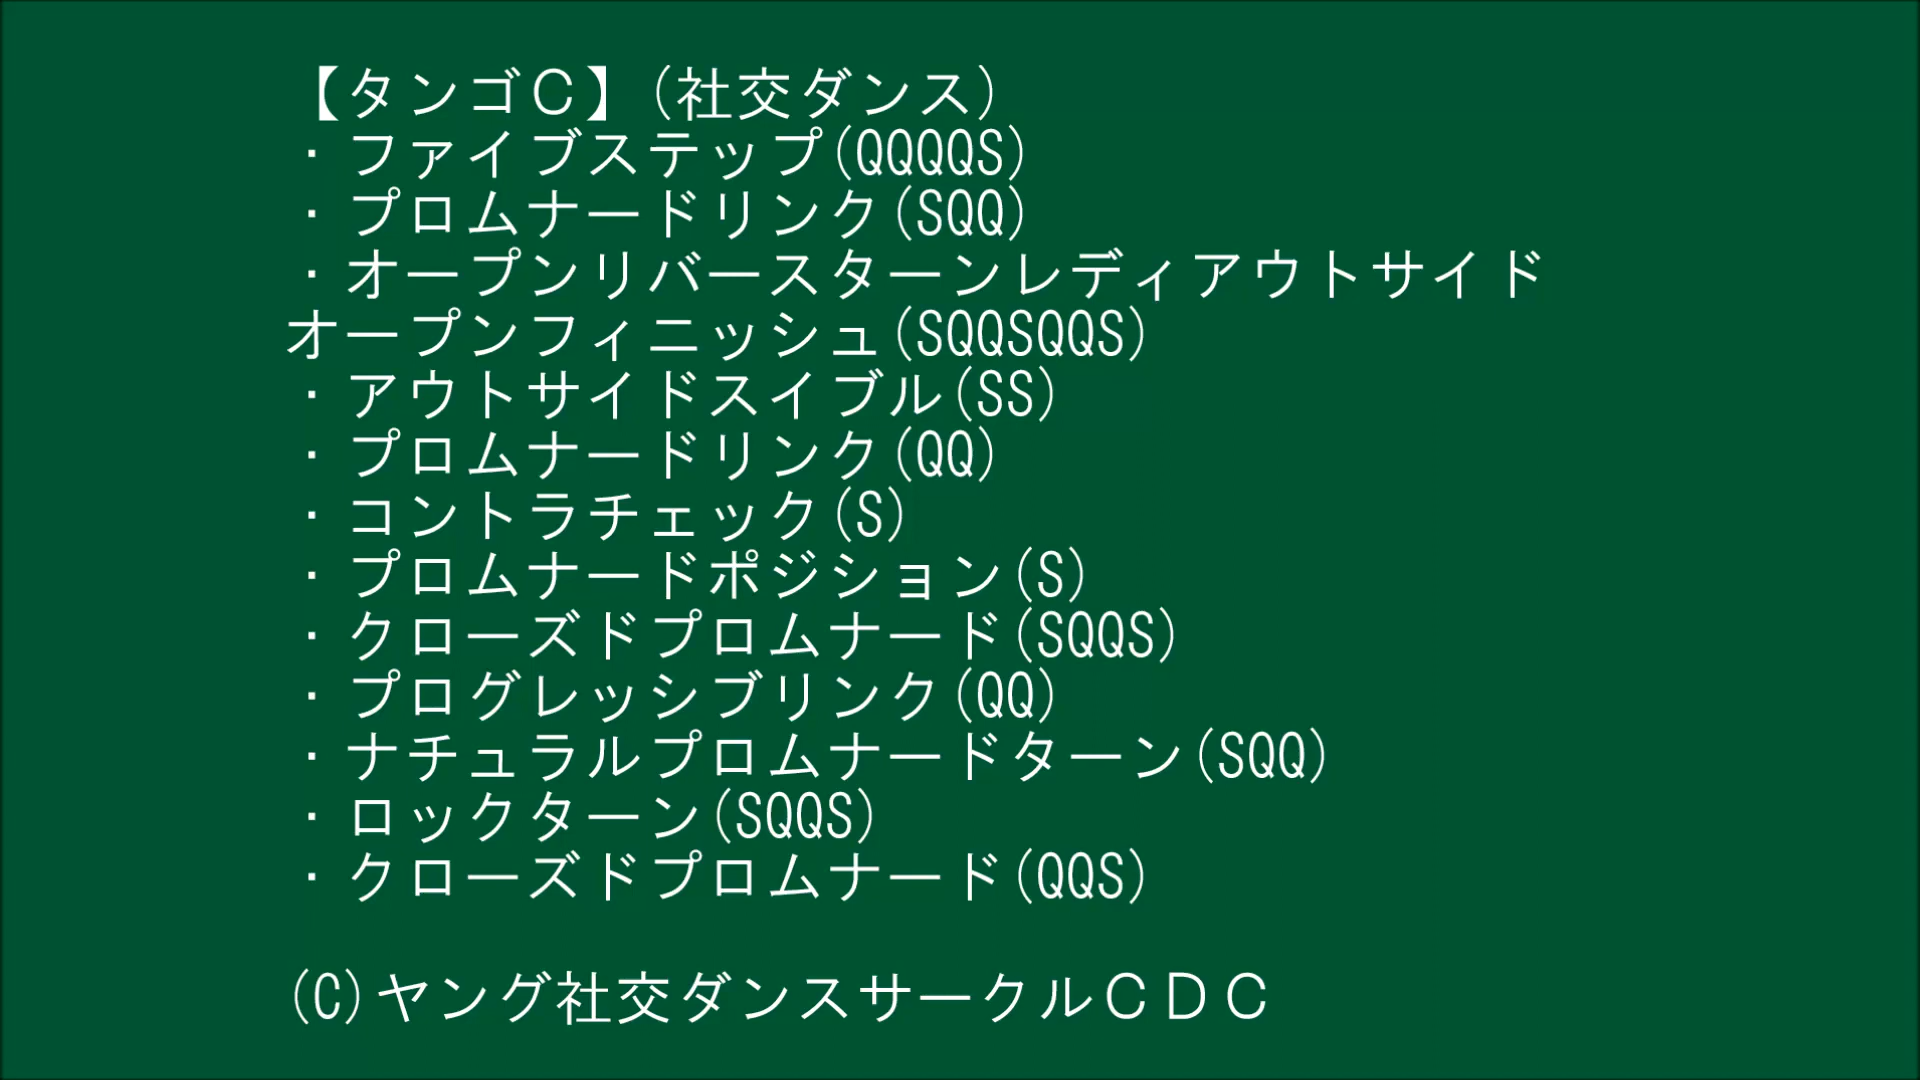 【タンゴＣ】(社交ダンス)
・ファイブステップ(QQQQS)
・プロムナードリンク(SQQ)
・オープンリバースターンレディアウトサイド
オープンフィニッシュ(SQQSQQS)
・アウトサイドスイブル(SS)
・プロムナードリンク(QQ)
・コントラチェック(S)
・プロムナードポジション(S)
・クローズドプロムナード(SQQS)
・プログレッシブリンク(QQ)
・ナチュラルプロムナードターン(SQQ)
・ロックターン(SQQS)
・クローズドプロムナード(QQS)
(C)ヤング社交ダンスサークルＣＤＣ